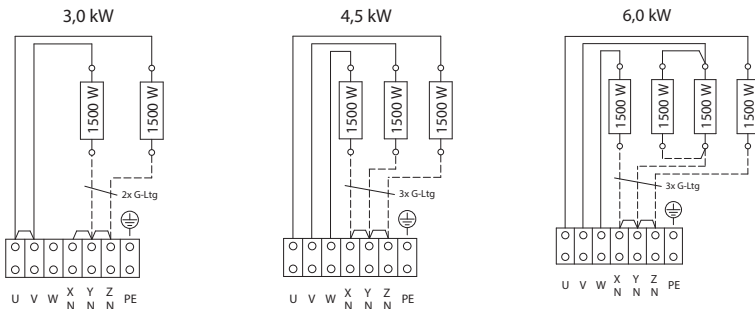 3,0 kW
1500 W
1500 W
2x G-Ltg
U V W X N Y N Z N PE
4,5 kW
1500 W
1500 W
1500 W
3x G-Ltg
U V W X N Y N Z N PE
6,0 kW
1500 W
1500 W
1500 W
1500 W
3x G-Ltg
U V W X N Y N Z N PE